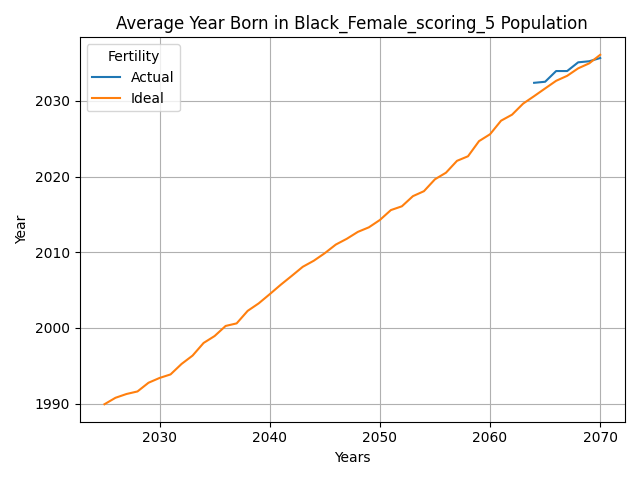 Average Year Born in Black_Female_scoring_5 Population
Fertility
Actual
Ideal
Year
2030
2020
2010
2000
1990
2030 2040 2050 2060 2070
Years